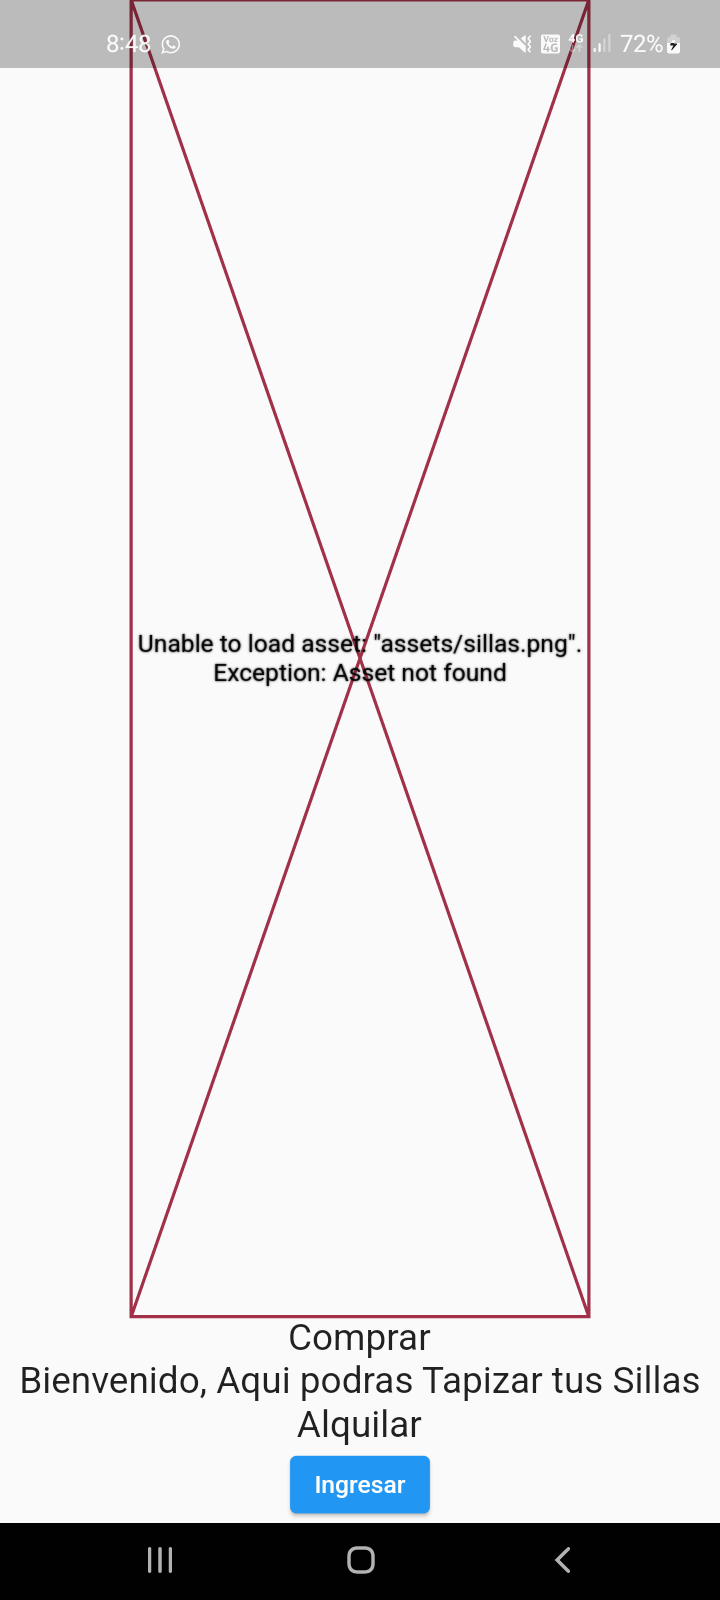 8:48 Voz 4G 4G 72%
Unable to load asset: "assets/sillas.png".
Exception: Asset not found
Comprar
Bienvenido, Aqui podras Tapizar tus Sillas
Alquilar
Ingresar